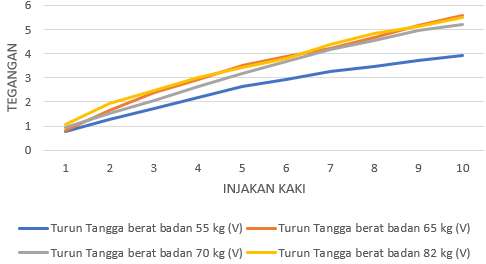 6
5
4
3
2
1
0
TEGANGAN
1 2 3 4 5 6 7 8 9 10
INJAKAN KAKI
Turun Tangga berat badan 55 kg (V) Turun Tangga berat badan 65 kg (V)
Turun Tangga berat badan 70 kg (V) Turun Tangga berat badan 82 kg (V)